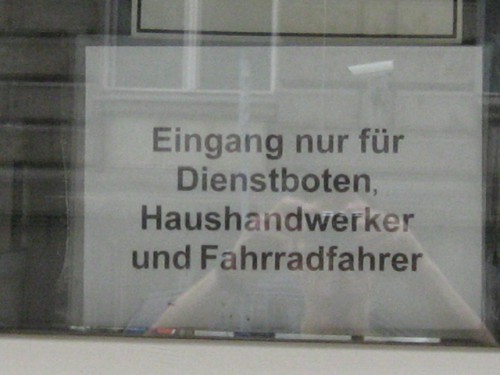 Eingang nur für
Dienstboten,
Haushandwerker
und Fahrradfahrer